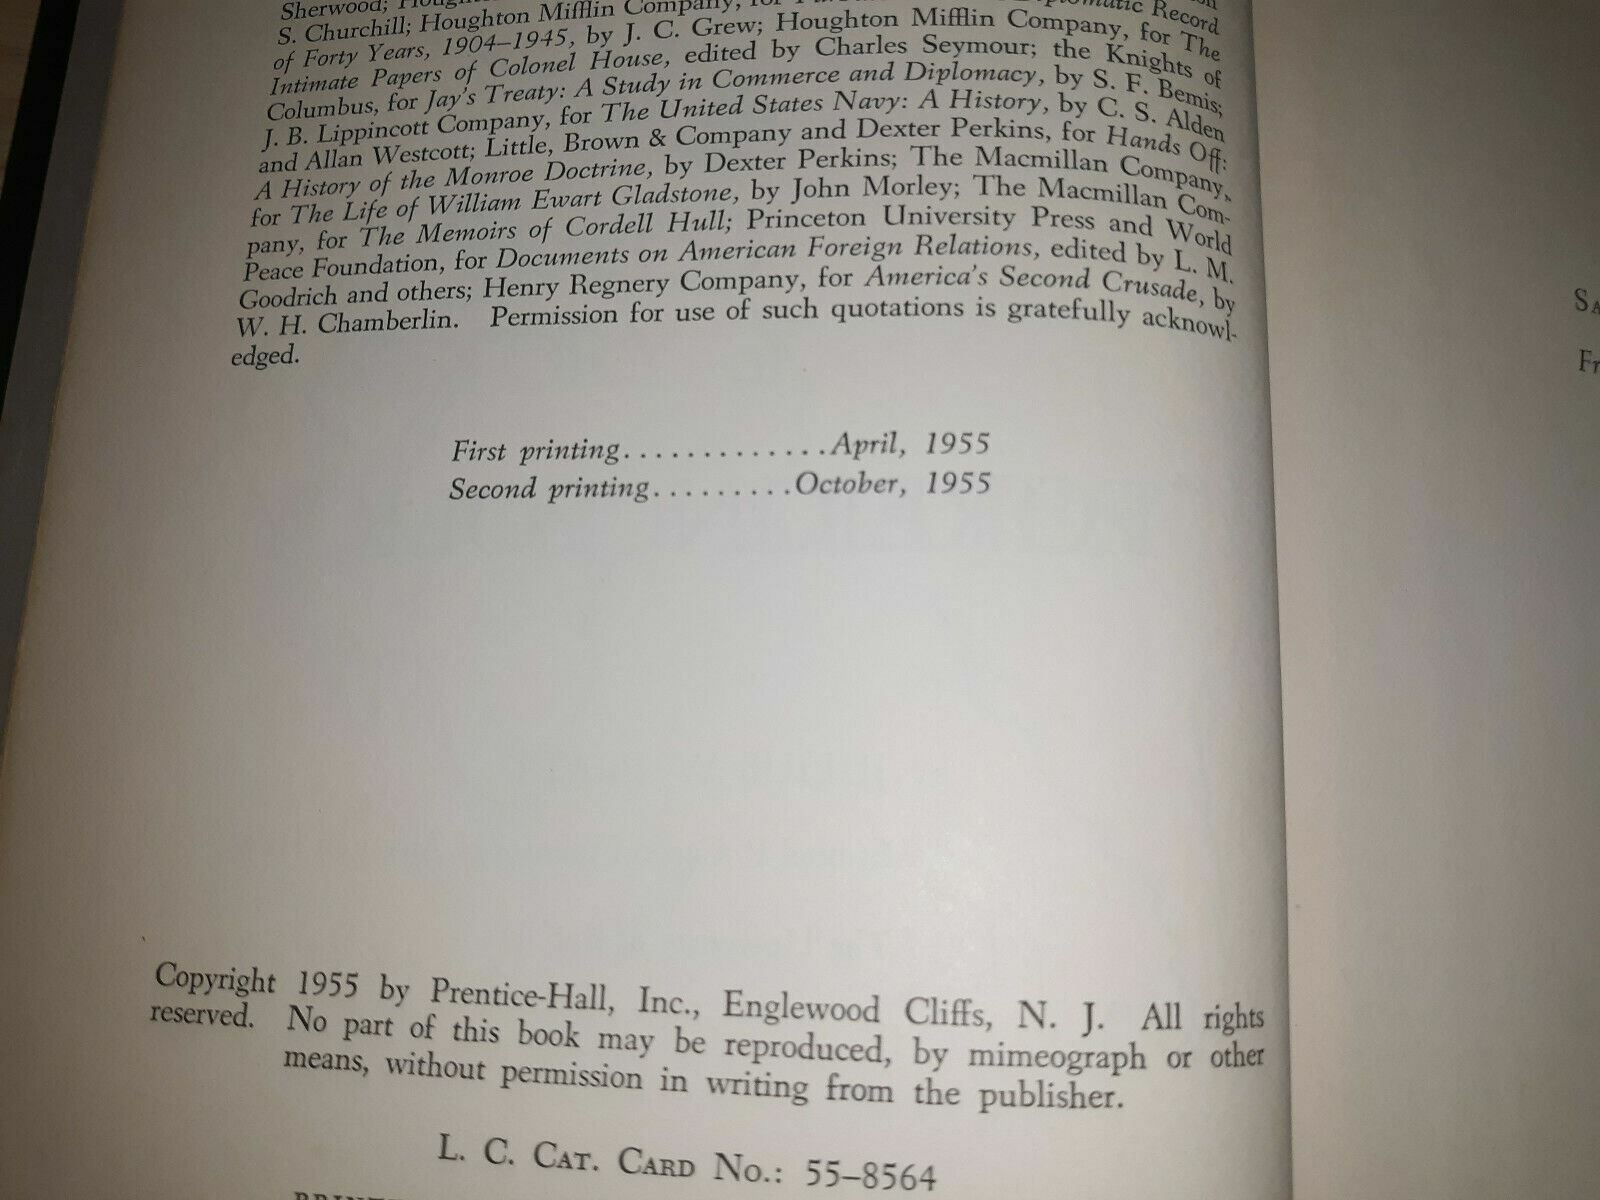 Sherwood;
S. Churchill; Houghton Mifflin Company, for Diplomatic Record
of Forty Years, 1904–1945, by J. C. Grew; Houghton Mifflin Company, for The
Intimate Papers of Colonel House, edited by Charles Seymour; the Knights of
Columbus, for Jay's Treaty: A Study in Commerce and Diplomacy, by S. F. Bemis;
J. B. Lippincott Company, for The United States Navy: A History, by C. S. Alden
and Allan Westcott; Little, Brown & Company and Dexter Perkins, for Hands Off:
A History of the Monroe Doctrine, by Dexter Perkins; The Macmillan Company,
for The Life of William Ewart Gladstone, by John Morley; The Macmillan Com-
pany, for The Memoirs of Cordell Hull; Princeton University Press and World
Peace Foundation, for Documents on American Foreign Relations, edited by L. M.
Goodrich and others; Henry Regnery Company, for America's Second Crusade, by
W. H. Chamberlin. Permission for use of such quotations is gratefully acknowl-
edged.
First printing.............April, 1955
Second printing.........October, 1955
Copyright 1955 by Prentice-Hall, Inc., Englewood Cliffs, N. J. All rights
reserved. No part of this book may be reproduced, by mimeograph or other
means, without permission in writing from the publisher.
L. C. CAT. CARD No.: 55–8564